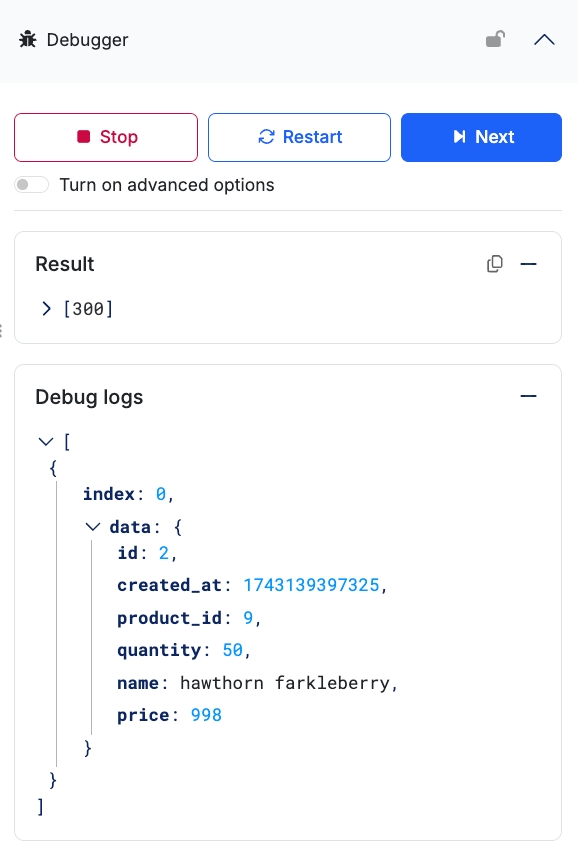 Debugger
Stop
Restart
Next
Turn on advanced options
Result
[300]
Debug logs
[
{
index: 0,
data: {
id: 2,
created_at: 1743139397325,
product_id: 9,
quantity: 50,
name: hawthorn farkleberry,
price: 998
}
}
]